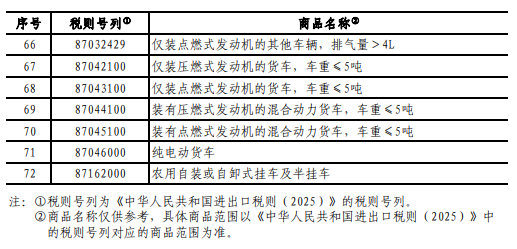 序号 税则号列① 商品名称②
66 87032429 仅装点燃式发动机的其他车辆，排气量＞4L
67 87042100 仅装压燃式发动机的货车，车重≤5吨
68 87043100 仅装点燃式发动机的货车，车重≤5吨
69 87044100 装有压燃式发动机的混合动力货车，车重≤5吨
70 87045100 装有点燃式发动机的混合动力货车，车重≤5吨
71 87046000 纯电动货车
72 87162000 农用自装或自卸式挂车及半挂车
注：①税则号列为《中华人民共和国进出口税则（2025）》的税则号列。
②商品名称仅供参考，具体商品范围以《中华人民共和国进出口税则（2025）》中
的税则号列对应的商品范围为准。